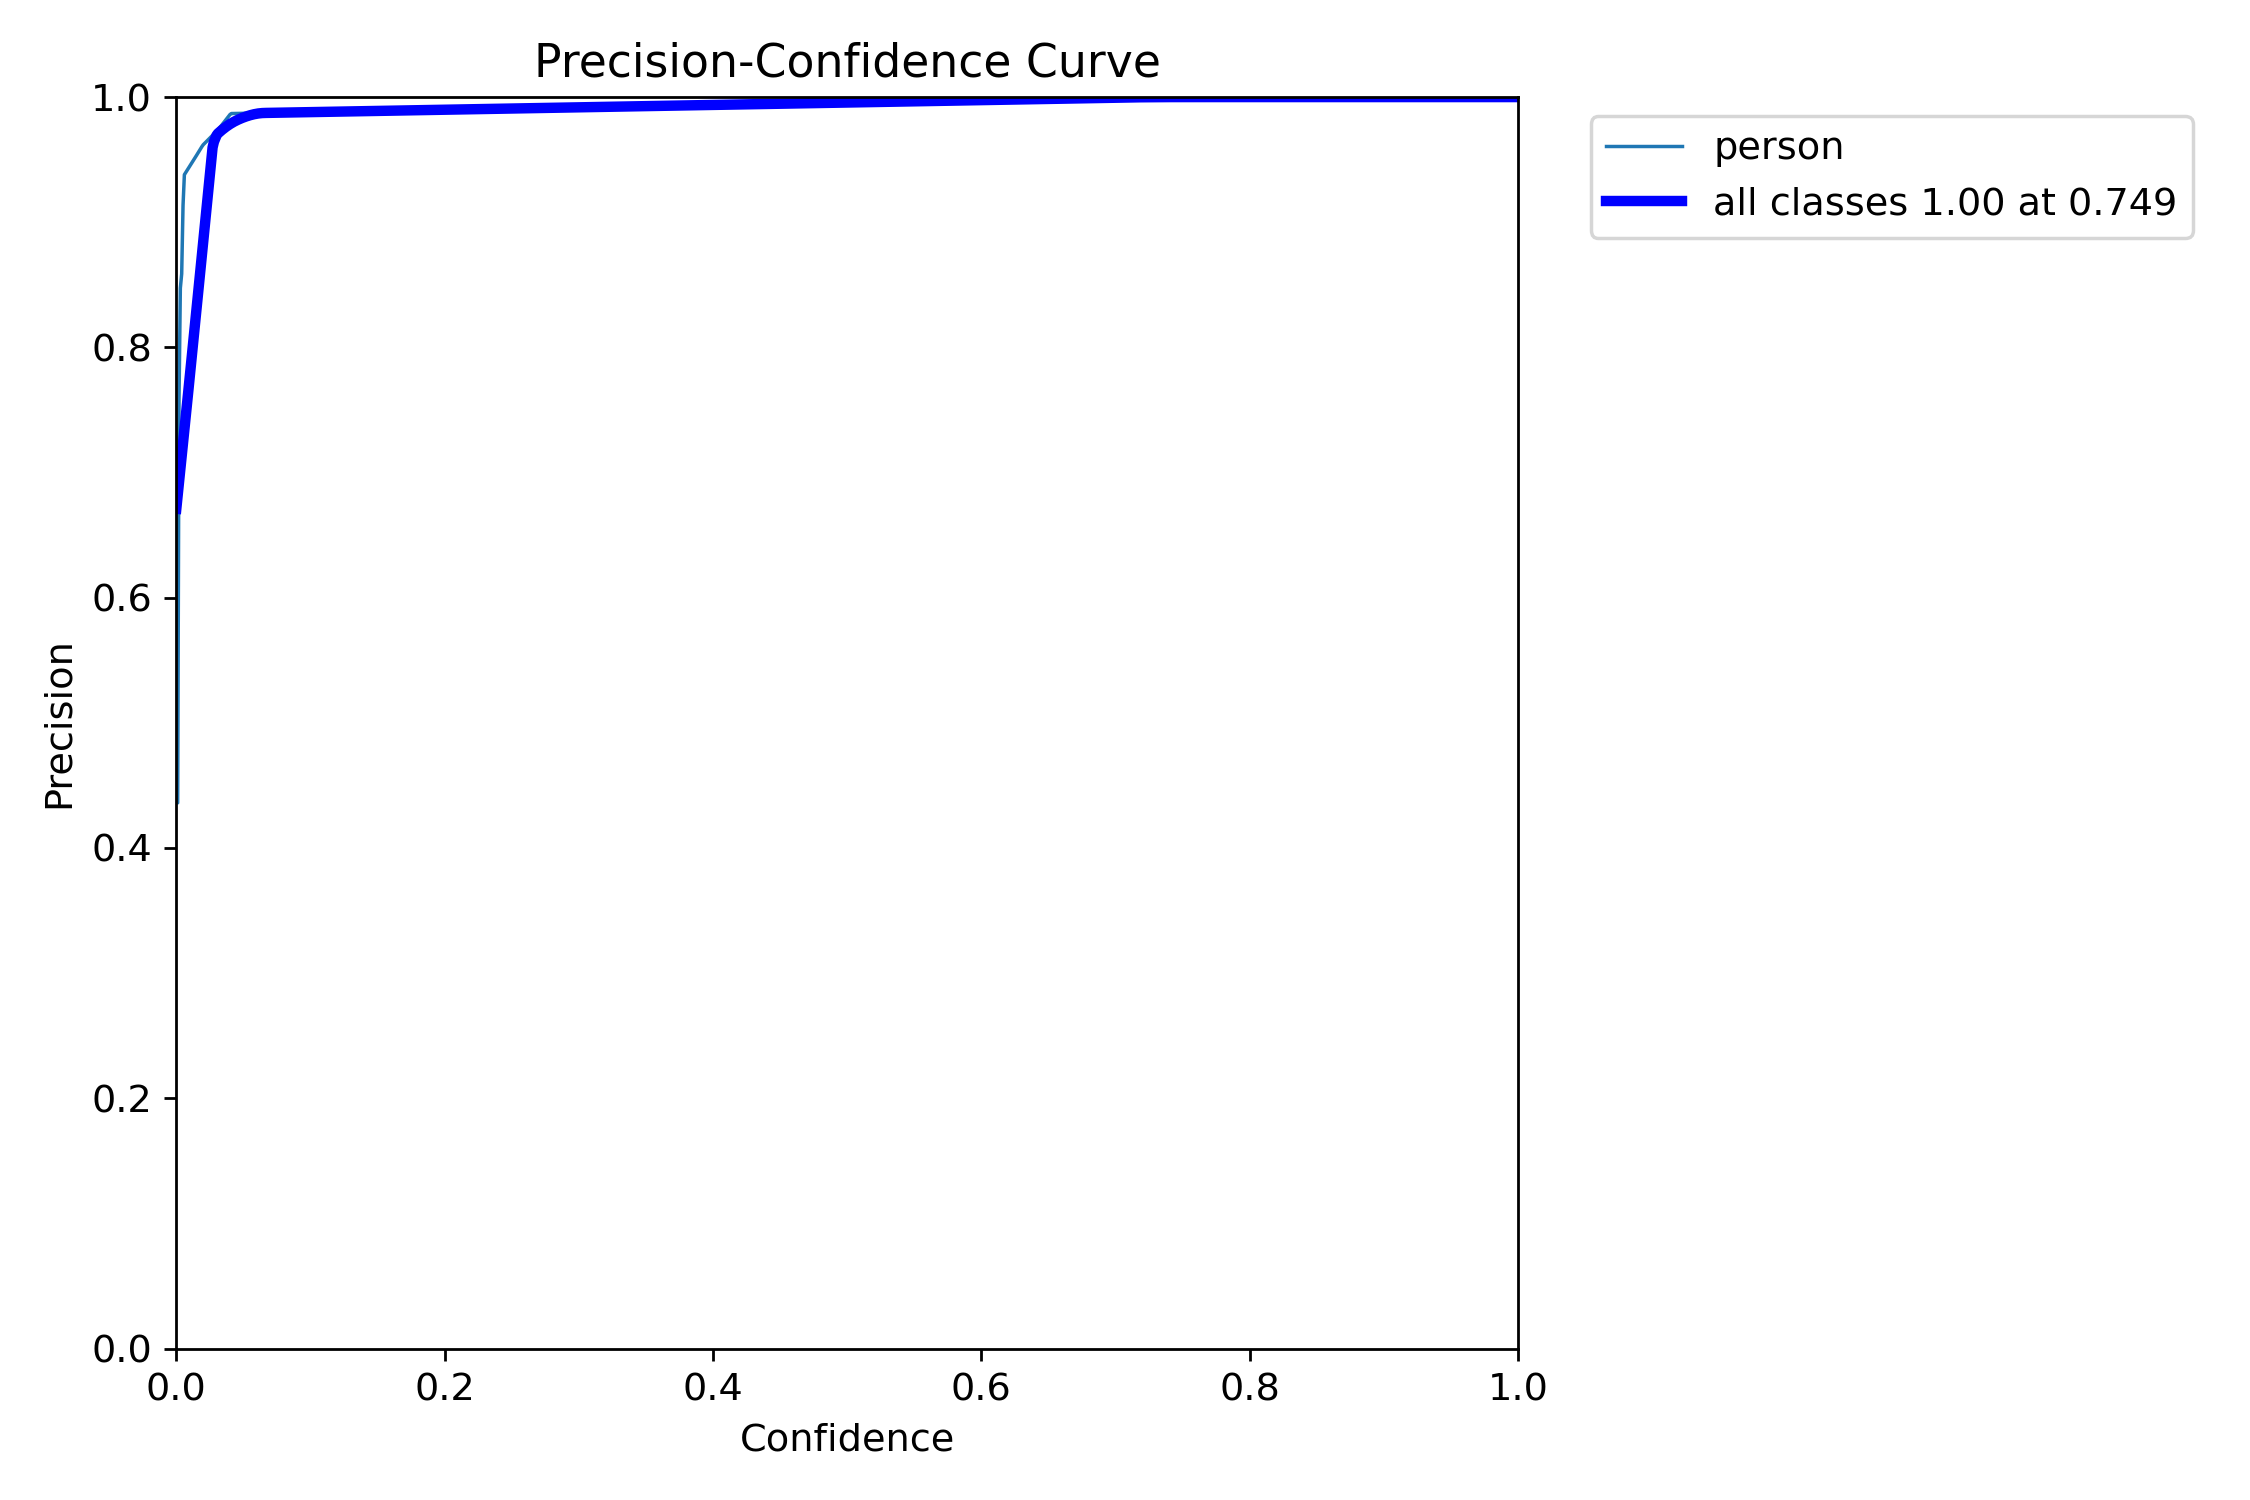 Precision-Confidence Curve
1.0
0.8
0.6
0.4
0.2
0.0
Precision
0.0 0.2 0.4 0.6 0.8 1.0
Confidence
person
all classes 1.00 at 0.749